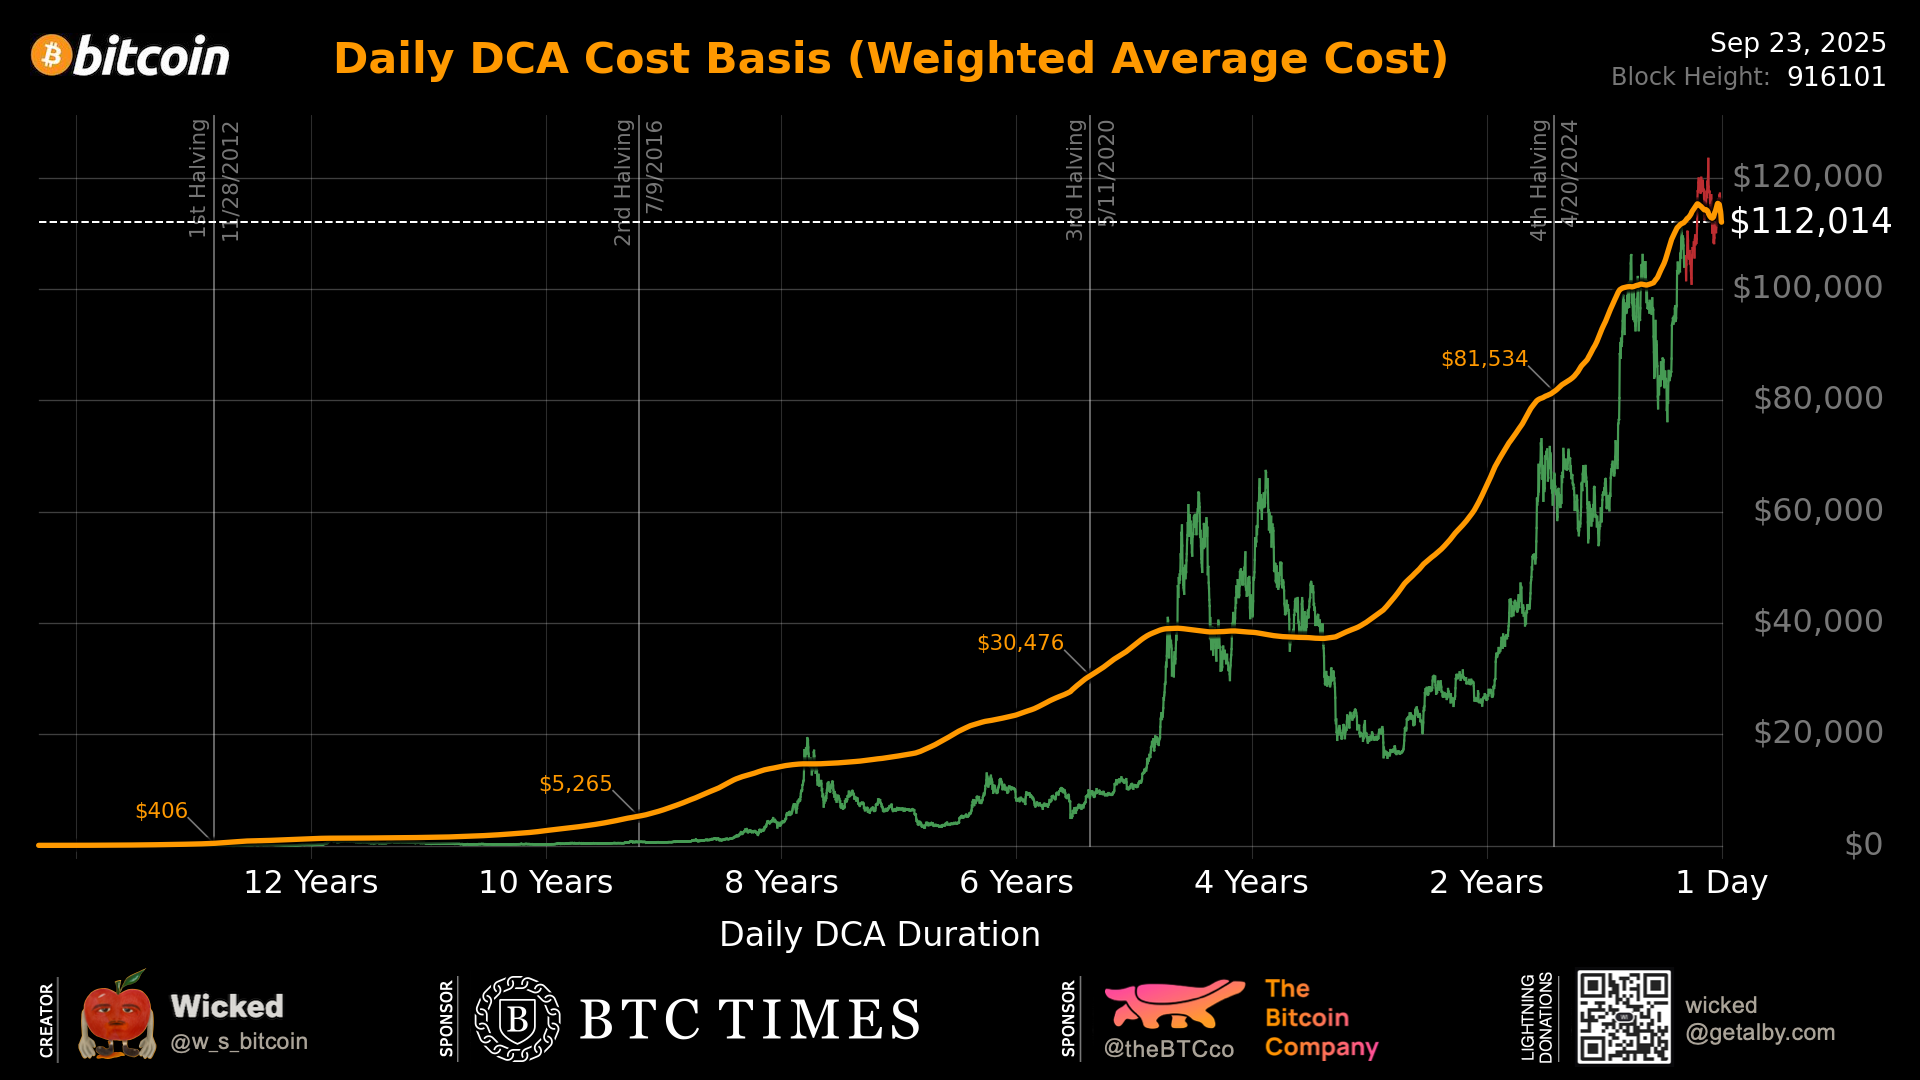 bitcoin
Daily DCA Cost Basis (Weighted Average Cost)
Sep 23, 2025
Block Height: 916101
1st Halving
11/28/2012
2nd Halving
7/9/2016
3rd Halving
5/11/2020
4th Halving
4/20/2024
$120,000
$112,014
$100,000
$80,000
$60,000
$40,000
$20,000
$0
$81,534
$30,476
$5,265
$406
12 Years
10 Years
8 Years
6 Years
4 Years
2 Years
1 Day
Daily DCA Duration
CREATOR
Wicked
@w_s_bitcoin
SPONSOR
B
BTC TIMES
SPONSOR
@theBTCco
The
Bitcoin
Company
LIGHTNING
DONATIONS
wicked
@getalby.com